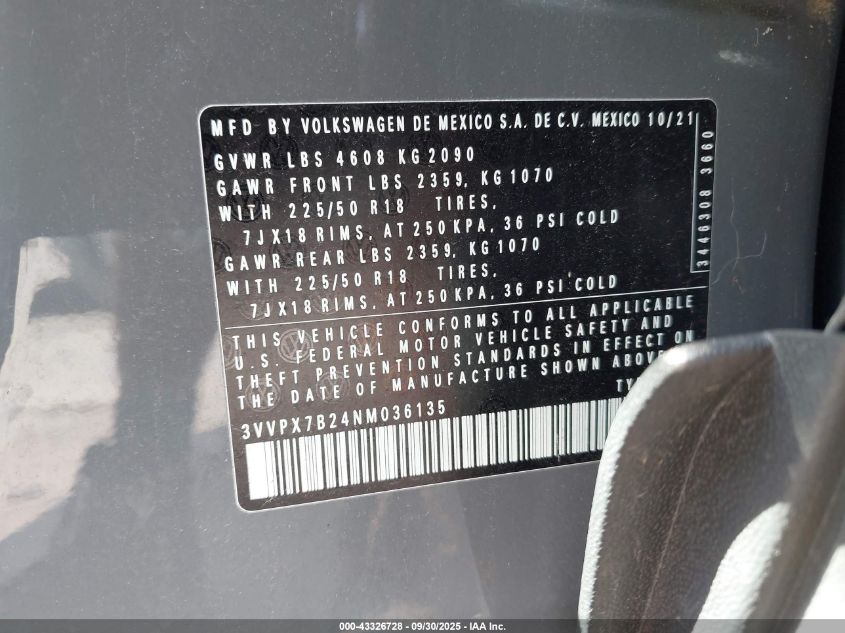 MFD BY VOLKSWAGEN DE MEXICO S.A. DE C.V. MEXICO 10/21
GVWR LBS 4608 KG 2090
GAWR FRONT LBS 2359, KG 1070
WITH 225/50 R18 TIRES,
7JX18 RIMS, AT 250 KPA, 36 PSI COLD
GAWR REAR LBS 2359, KG 1070
WITH 225/50 R18 TIRES,
7JX18 RIMS, AT 250 KPA, 36 PSI COLD
3446308 3660
THIS VEHICLE CONFORMS TO ALL APPLICABLE
U.S. FEDERAL MOTOR VEHICLE SAFETY AND
THEFT PREVENTION STANDARDS IN EFFECT ON
THE DATE OF MANUFACTURE SHOWN ABOVE
3VVPX7B24NM036135
000-43326728 - 09/30/2025 - IAA Inc.